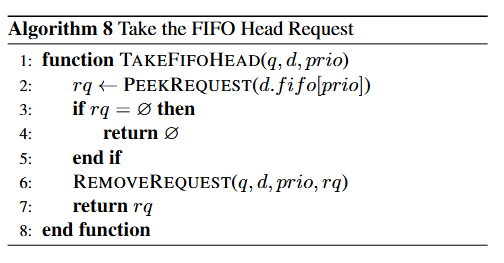 Algorithm 8 Take the FIFO Head Request
1: function TAKEFIFOHEAD(q, d, prio)
2: rq ← PEEKREQUEST(d.fifo[prio])
3: if rq = ∅ then
4: return ∅
5: end if
6: REMOVEREQUEST(q, d, prio, rq)
7: return rq
8: end function